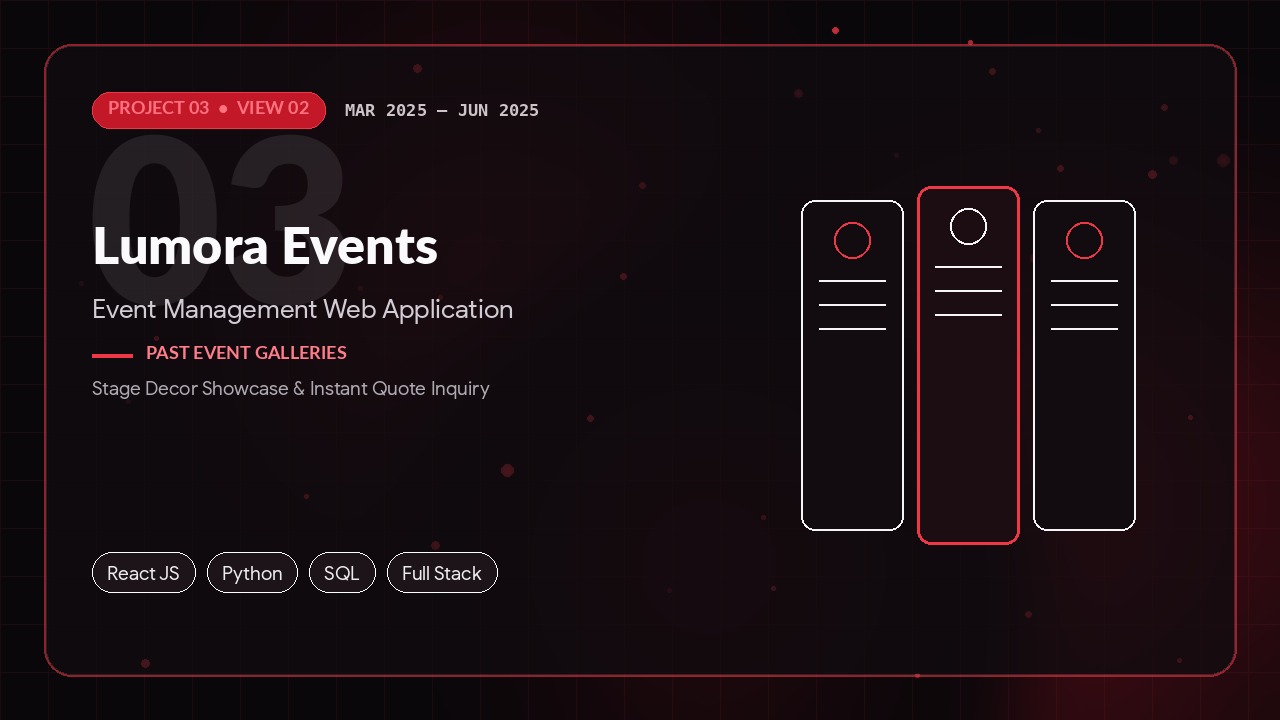 PROJECT 03 ● VIEW 02
MAR 2025 — JUN 2025
03
Lumora Events
Event Management Web Application
PAST EVENT GALLERIES
Stage Decor Showcase & Instant Quote Inquiry
React JS
Python
SQL
Full Stack